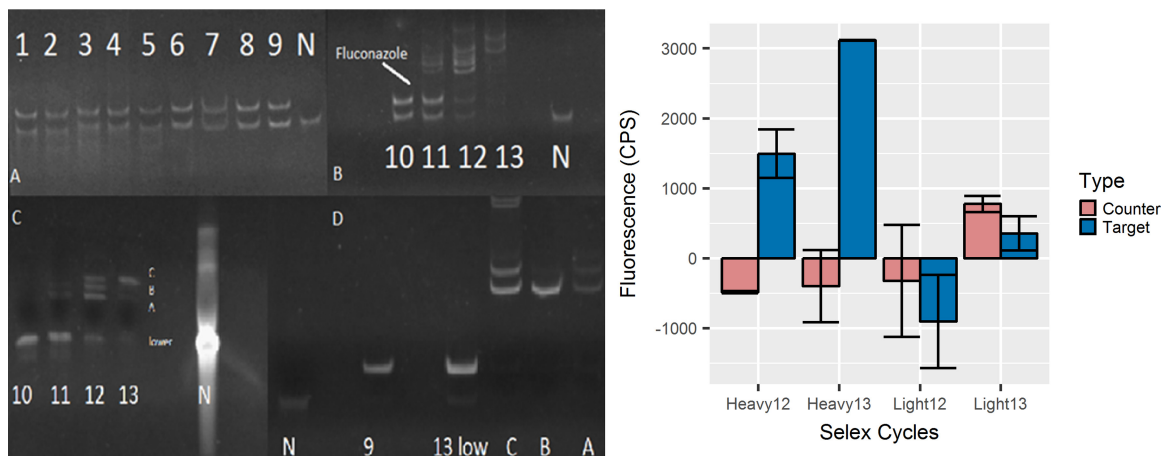 1 2 3 4 5 6 7 8 9 N
A
Fluconazole
10 11 12 13 N
B
C
C
B
A
lower
10 11 12 13 N
D
N 9 13 low C B A
3000
2000
1000
0
-1000
Fluorescence (CPS)
Heavy12 Heavy13 Light12 Light13
Selex Cycles
Type
Counter
Target